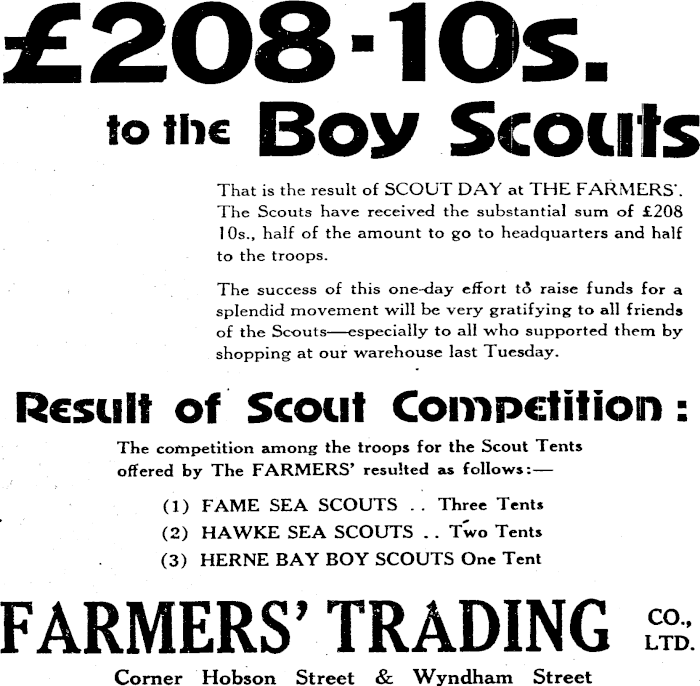 £208-10s.
to the Boy Scouts
That is the result of SCOUT DAY at THE FARMERS'.
The Scouts have received the substantial sum of £208
10s., half of the amount to go to headquarters and half
to the troops.
The success of this one-day effort to raise funds for a
splendid movement will be very gratifying to all friends
of the Scouts—especially to all who supported them by
shopping at our warehouse last Tuesday.
Result of Scout Competition :
The competition among the troops for the Scout Tents
offered by The FARMERS' resulted as follows:—
(1) FAME SEA SCOUTS .. Three Tents
(2) HAWKE SEA SCOUTS .. Two Tents
(3) HERNE BAY BOY SCOUTS One Tent
FARMERS' TRADING CO., LTD.
Corner Hobson Street & Wyndham Street